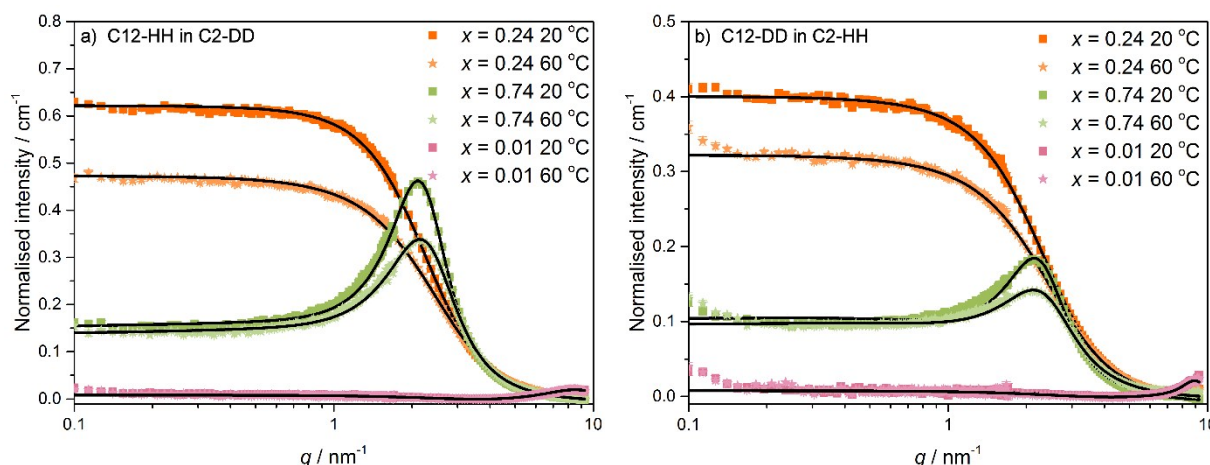 a) C12-HH in C2-DD
x = 0.24 20 °C
x = 0.24 60 °C
x = 0.74 20 °C
x = 0.74 60 °C
x = 0.01 20 °C
x = 0.01 60 °C
0.8
0.7
0.6
0.5
0.4
0.3
0.2
0.1
0.0
Normalised intensity / cm⁻¹
0.1
1
10
q / nm⁻¹
b) C12-DD in C2-HH
x = 0.24 20 °C
x = 0.24 60 °C
x = 0.74 20 °C
x = 0.74 60 °C
x = 0.01 20 °C
x = 0.01 60 °C
0.5
0.4
0.3
0.2
0.1
0.0
Normalised intensity / cm⁻¹
0.1
1
10
q / nm⁻¹